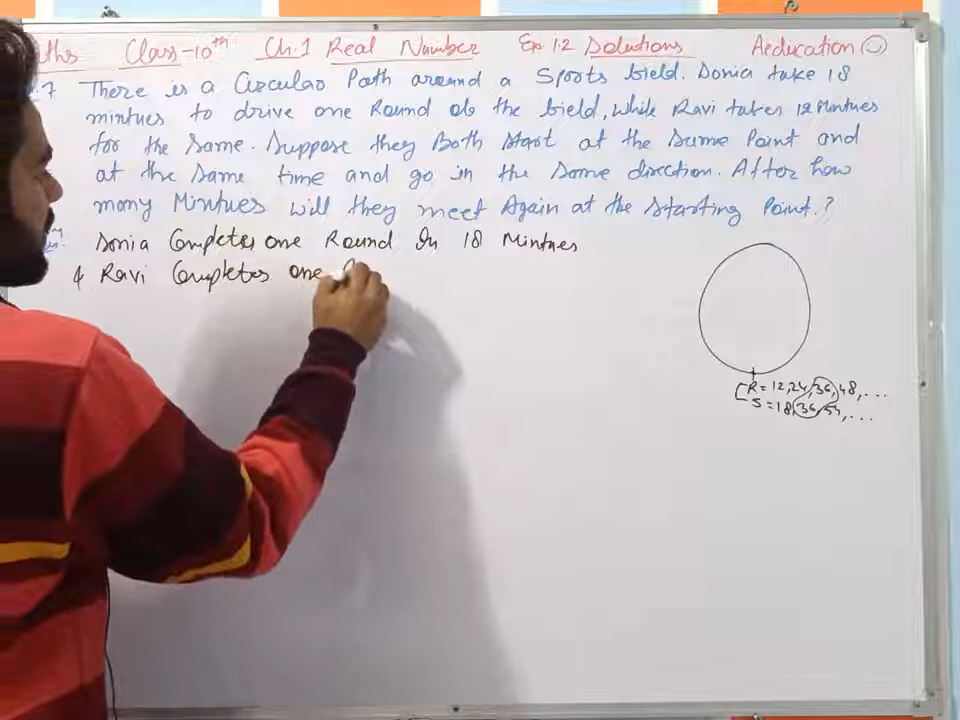 ths Class-10th Ch.1 Real Number Ex 1.2 Solutions Aeducation
.7 There is a Circular Path around a Sports field. Sonia take 18
mintues to drive one Round of the field, while Ravi takes 12 Mintues
for the Same. Suppose they Both Start at the Same Point and
at the Same time and go in the Same direction. After how
many Mintues will they meet Again at the Starting Point.?
Sonia Completes one Round In 18 Mintues
& Ravi Completes one
R = 12, 24, 36, 48, ...
S = 18, 36, 54, ...